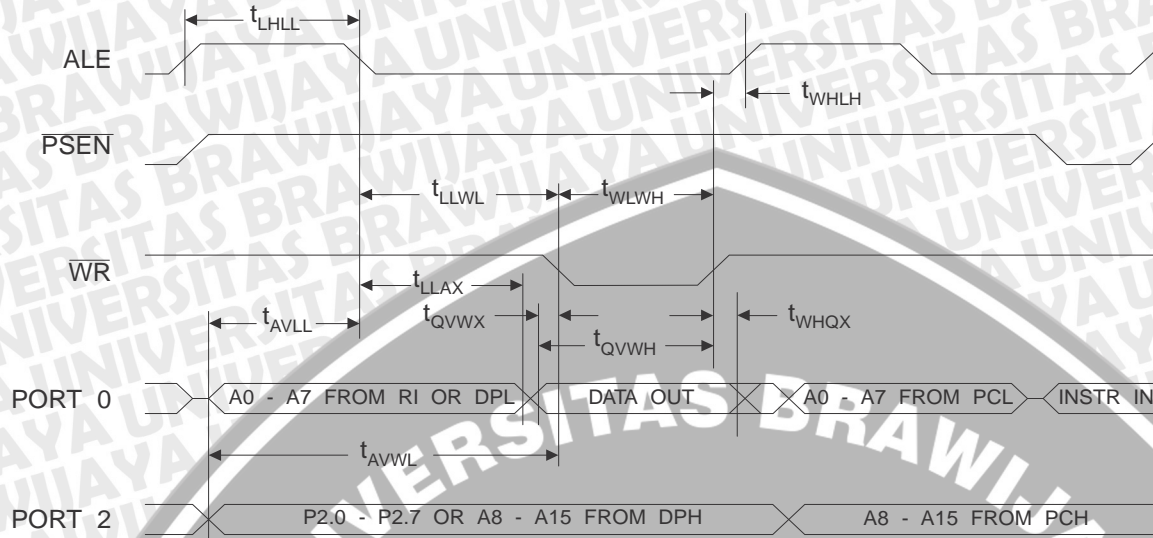 tLHLL
ALE
tWHLH
PSEN
tLLWL
tWLWH
WR
tLLAX
tAVLL
tQVWX
tWHQX
tQVWH
PORT 0
A0 - A7 FROM RI OR DPL
DATA OUT
A0 - A7 FROM PCL
INSTR IN
tAVWL
PORT 2
P2.0 - P2.7 OR A8 - A15 FROM DPH
A8 - A15 FROM PCH
UNIVERSITAS BRAWIJAYA